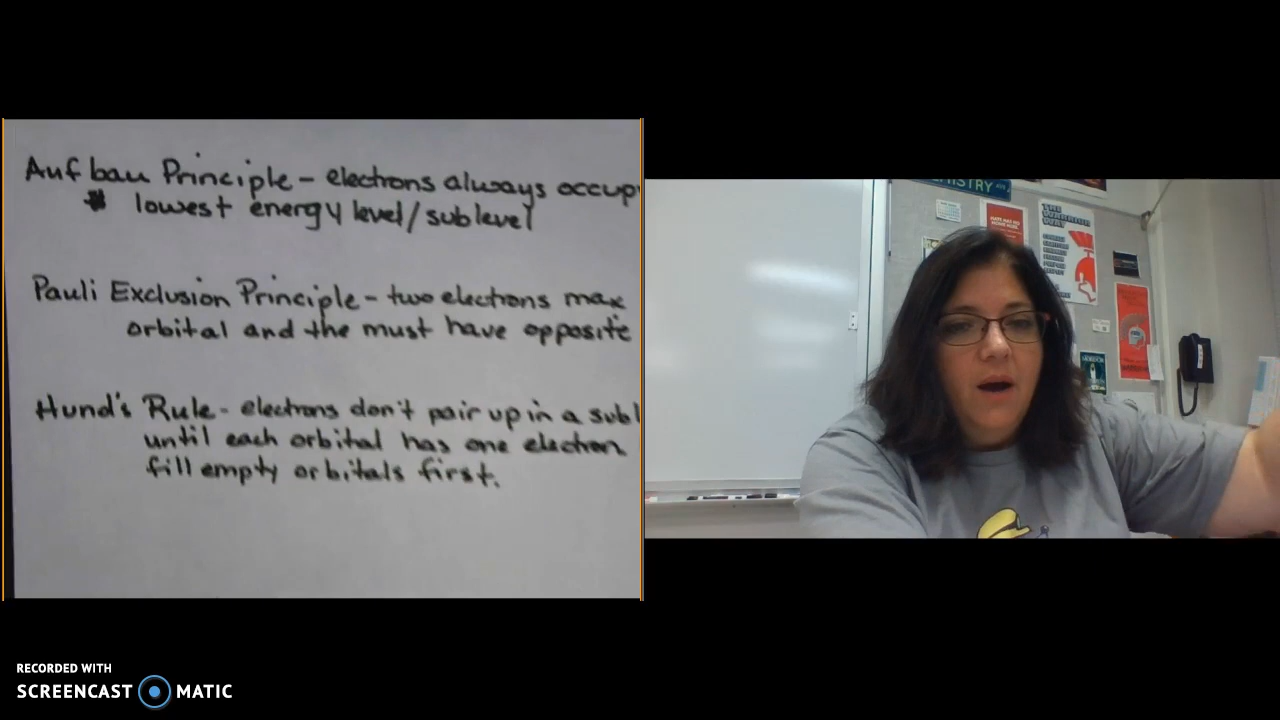 Aufbau Principle - electrons always occup
lowest energy level/sublevel
Pauli Exclusion Principle - two electrons max
orbital and the must have opposite
Hund's Rule - electrons don't pair up in a subl
until each orbital has one electron
fill empty orbitals first.
RECORDED WITH
SCREENCAST MATIC